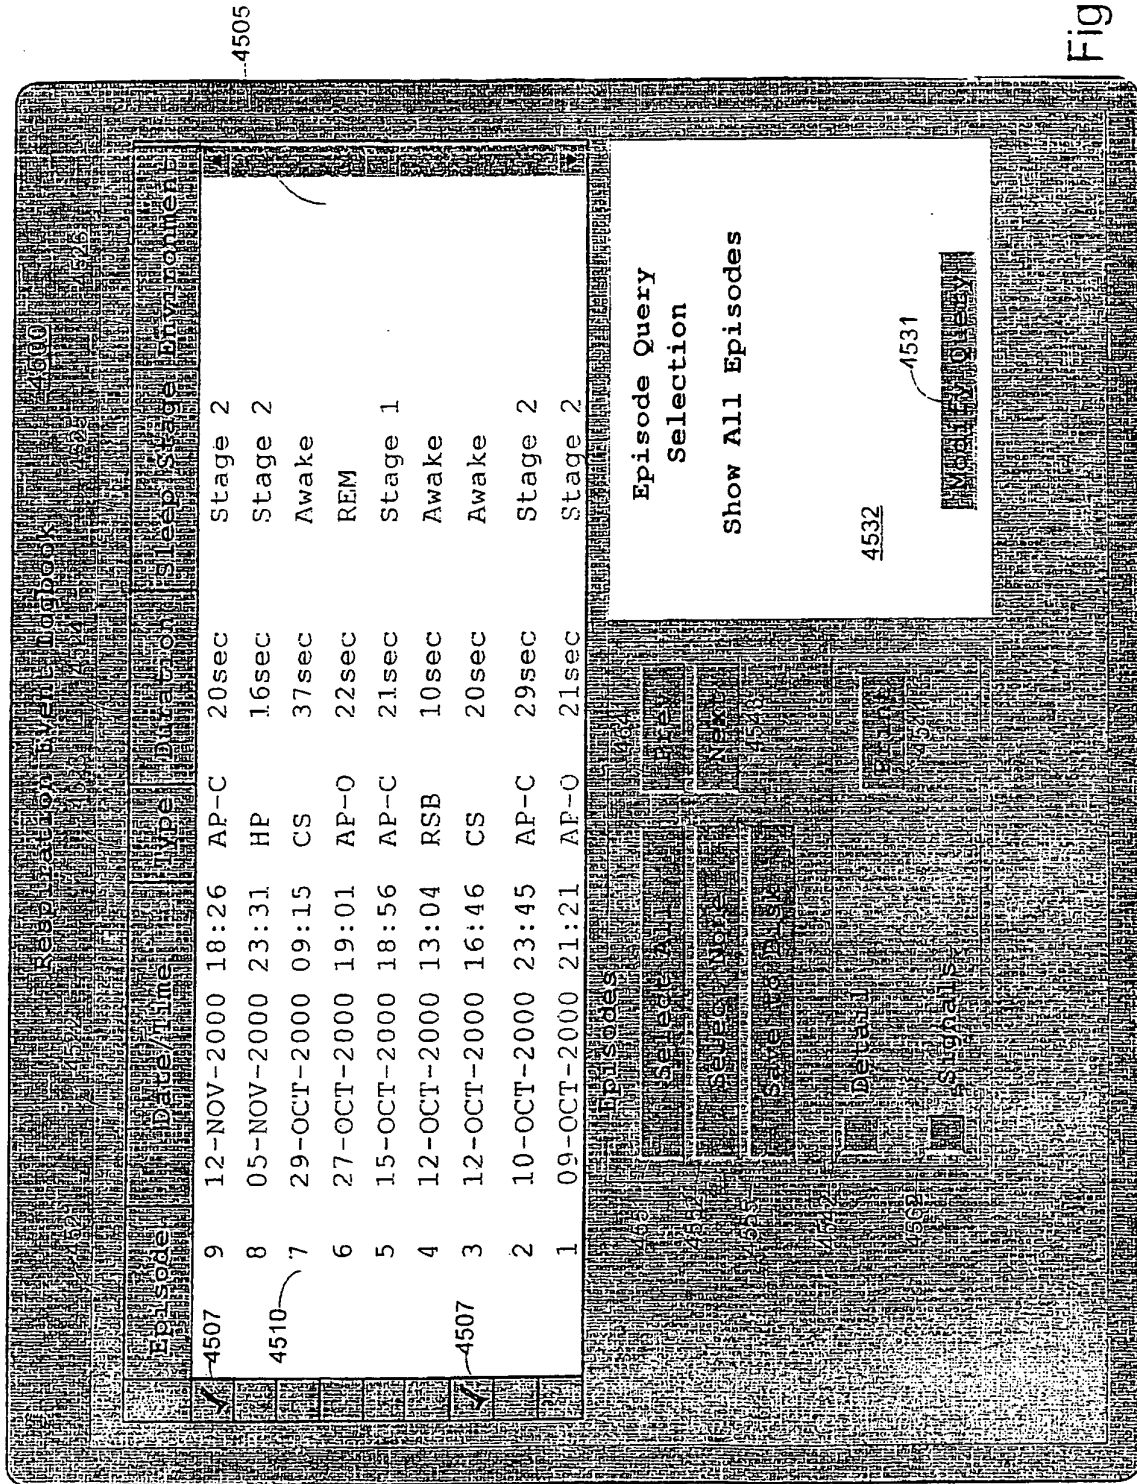 Respiration Event Logbook 4500
Episode Date/Time Type Duration Sleep Stage Environment
4505
4507
9 12-NOV-2000 18:26 AP-C 20sec Stage 2
8 05-NOV-2000 23:31 HP 16sec Stage 2
4510
7 29-OCT-2000 09:15 CS 37sec Awake
6 27-OCT-2000 19:01 AP-O 22sec REM
5 15-OCT-2000 18:56 AP-C 21sec Stage 1
4 12-OCT-2000 13:04 RSB 10sec Awake
4507
3 12-OCT-2000 16:46 CS 20sec Awake
2 10-OCT-2000 23:45 AP-C 29sec Stage 2
1 09-OCT-2000 21:21 AP-O 21sec Stage 2
Episodes
Select All
Select None
Save to Disk
Detail
Signals
Prev
Next
Print
Episode Query
Selection
Show All Episodes
4532
4531
Modify Query
Fig